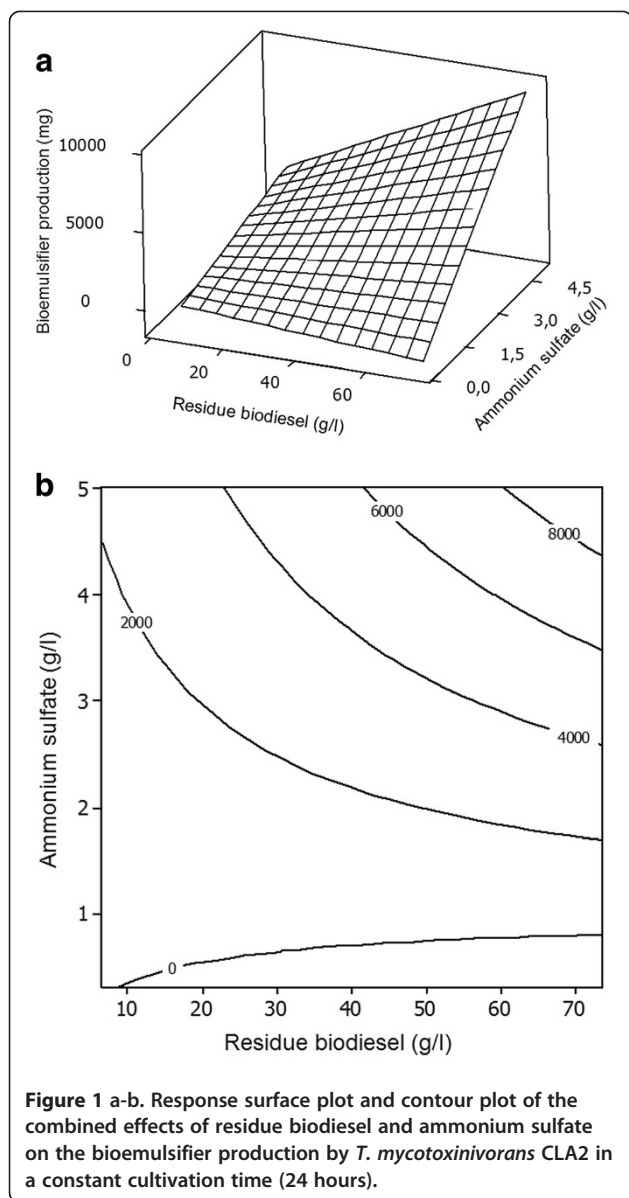 a
Bioemulsifier production (mg)
10000
5000
0
0
20
40
60
Residue biodiesel (g/l)
0,0
1,5
3,0
4,5
Ammonium sulfate (g/l)
b
Ammonium sulfate (g/l)
5
4
3
2
1
2000
6000
8000
4000
0
10
20
30
40
50
60
70
Residue biodiesel (g/l)
Figure 1 a-b. Response surface plot and contour plot of the
combined effects of residue biodiesel and ammonium sulfate
on the bioemulsifier production by T. mycotoxinivorans CLA2 in
a constant cultivation time (24 hours).